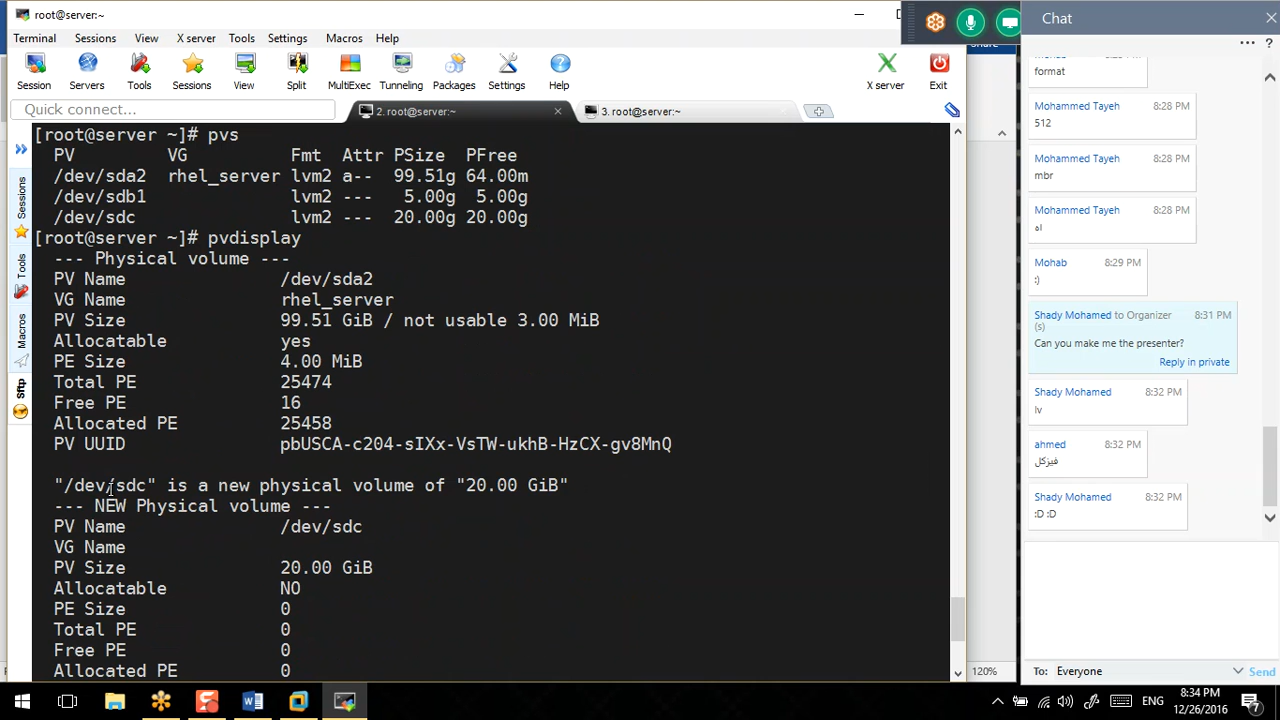 root@server:~
Terminal Sessions View X server Tools Settings Macros Help
Session Servers Tools Sessions View Split MultiExec Tunneling Packages Settings Help X server Exit
Quick connect...
2. root@server:~
3. root@server:~
Sessions
Tools
Macros
Sftp
[root@server ~]# pvs
PV VG Fmt Attr PSize PFree
/dev/sda2 rhel_server lvm2 a-- 99.51g 64.00m
/dev/sdb1 lvm2 --- 5.00g 5.00g
/dev/sdc lvm2 --- 20.00g 20.00g
[root@server ~]# pvdisplay
--- Physical volume ---
PV Name /dev/sda2
VG Name rhel_server
PV Size 99.51 GiB / not usable 3.00 MiB
Allocatable yes
PE Size 4.00 MiB
Total PE 25474
Free PE 16
Allocated PE 25458
PV UUID pbUSCA-c204-sIXx-VsTW-ukhB-HzCX-gv8MnQ
"/dev/sdc" is a new physical volume of "20.00 GiB"
--- NEW Physical volume ---
PV Name /dev/sdc
VG Name
PV Size 20.00 GiB
Allocatable NO
PE Size 0
Total PE 0
Free PE 0
Allocated PE 0
120%
Chat
?
format
Mohammed Tayeh 8:28 PM
512
Mohammed Tayeh 8:28 PM
mbr
Mohammed Tayeh 8:28 PM
اه
Mohab 8:29 PM
:)
Shady Mohamed to Organizer 8:31 PM
(s)
Can you make me the presenter?
Reply in private
Shady Mohamed 8:32 PM
lv
ahmed 8:32 PM
فيزكل
Shady Mohamed 8:32 PM
:D :D
To: Everyone Send
ENG
8:34 PM
12/26/2016
7